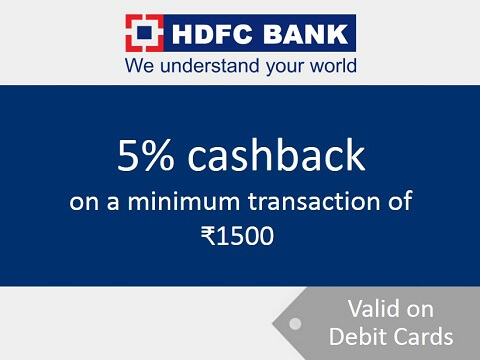 HDFC BANK
We understand your world
5% cashback
on a minimum transaction of
₹1500
Valid on
Debit Cards